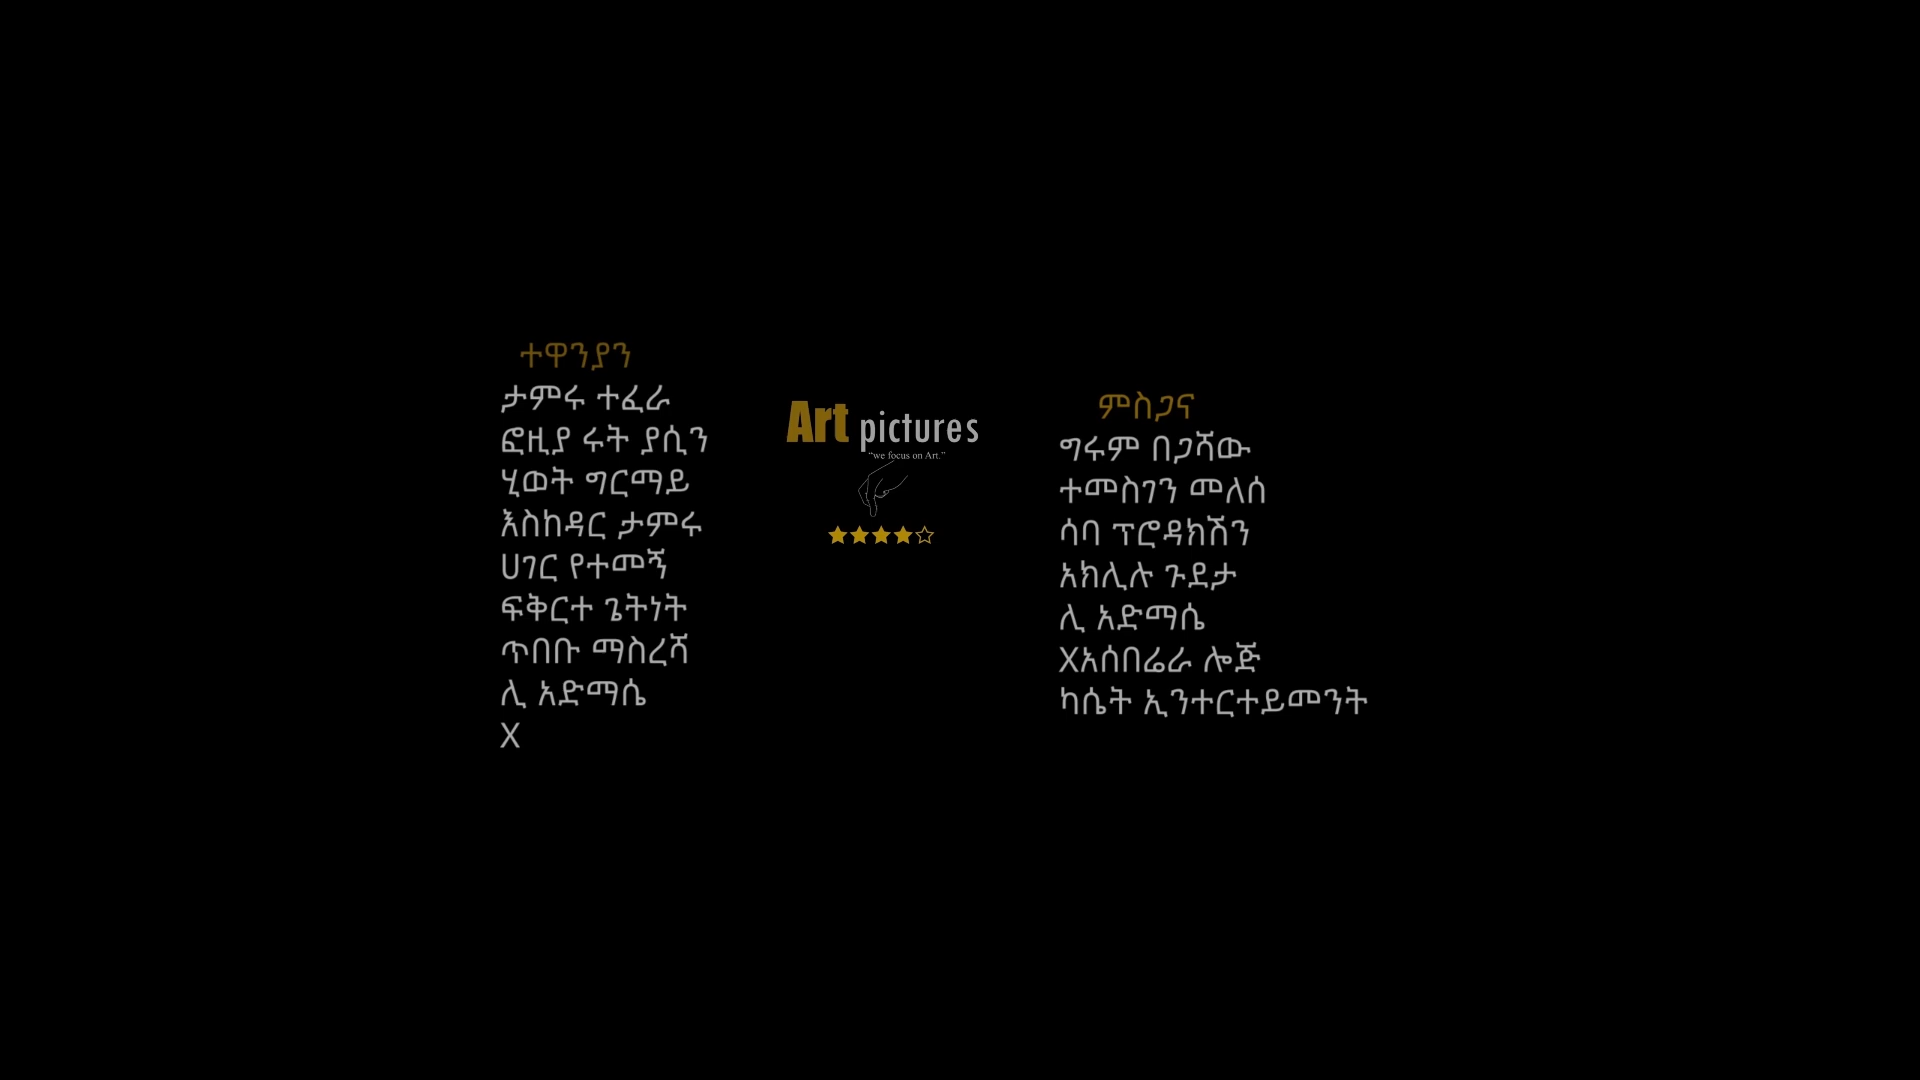 ተዋንያን
ታምሩ ተፈራ
ፎዚያ ሩት ያሲን
ሂወት ግርማይ
እስከዳር ታምሩ
ሀገር የተመኝ
ፍቅርተ ጌትነት
ጥበቡ ማስረሻ
ሊ አድማሴ
X
Art pictures
“we focus on Art.”
ምስጋና
ግሩም በጋሻው
ተመስገን መለሰ
ሳባ ፕሮዳክሽን
አክሊሉ ጉደታ
ሊ አድማሴ
Xአሰበሬራ ሎጅ
ካሴት ኢንተርተይመንት